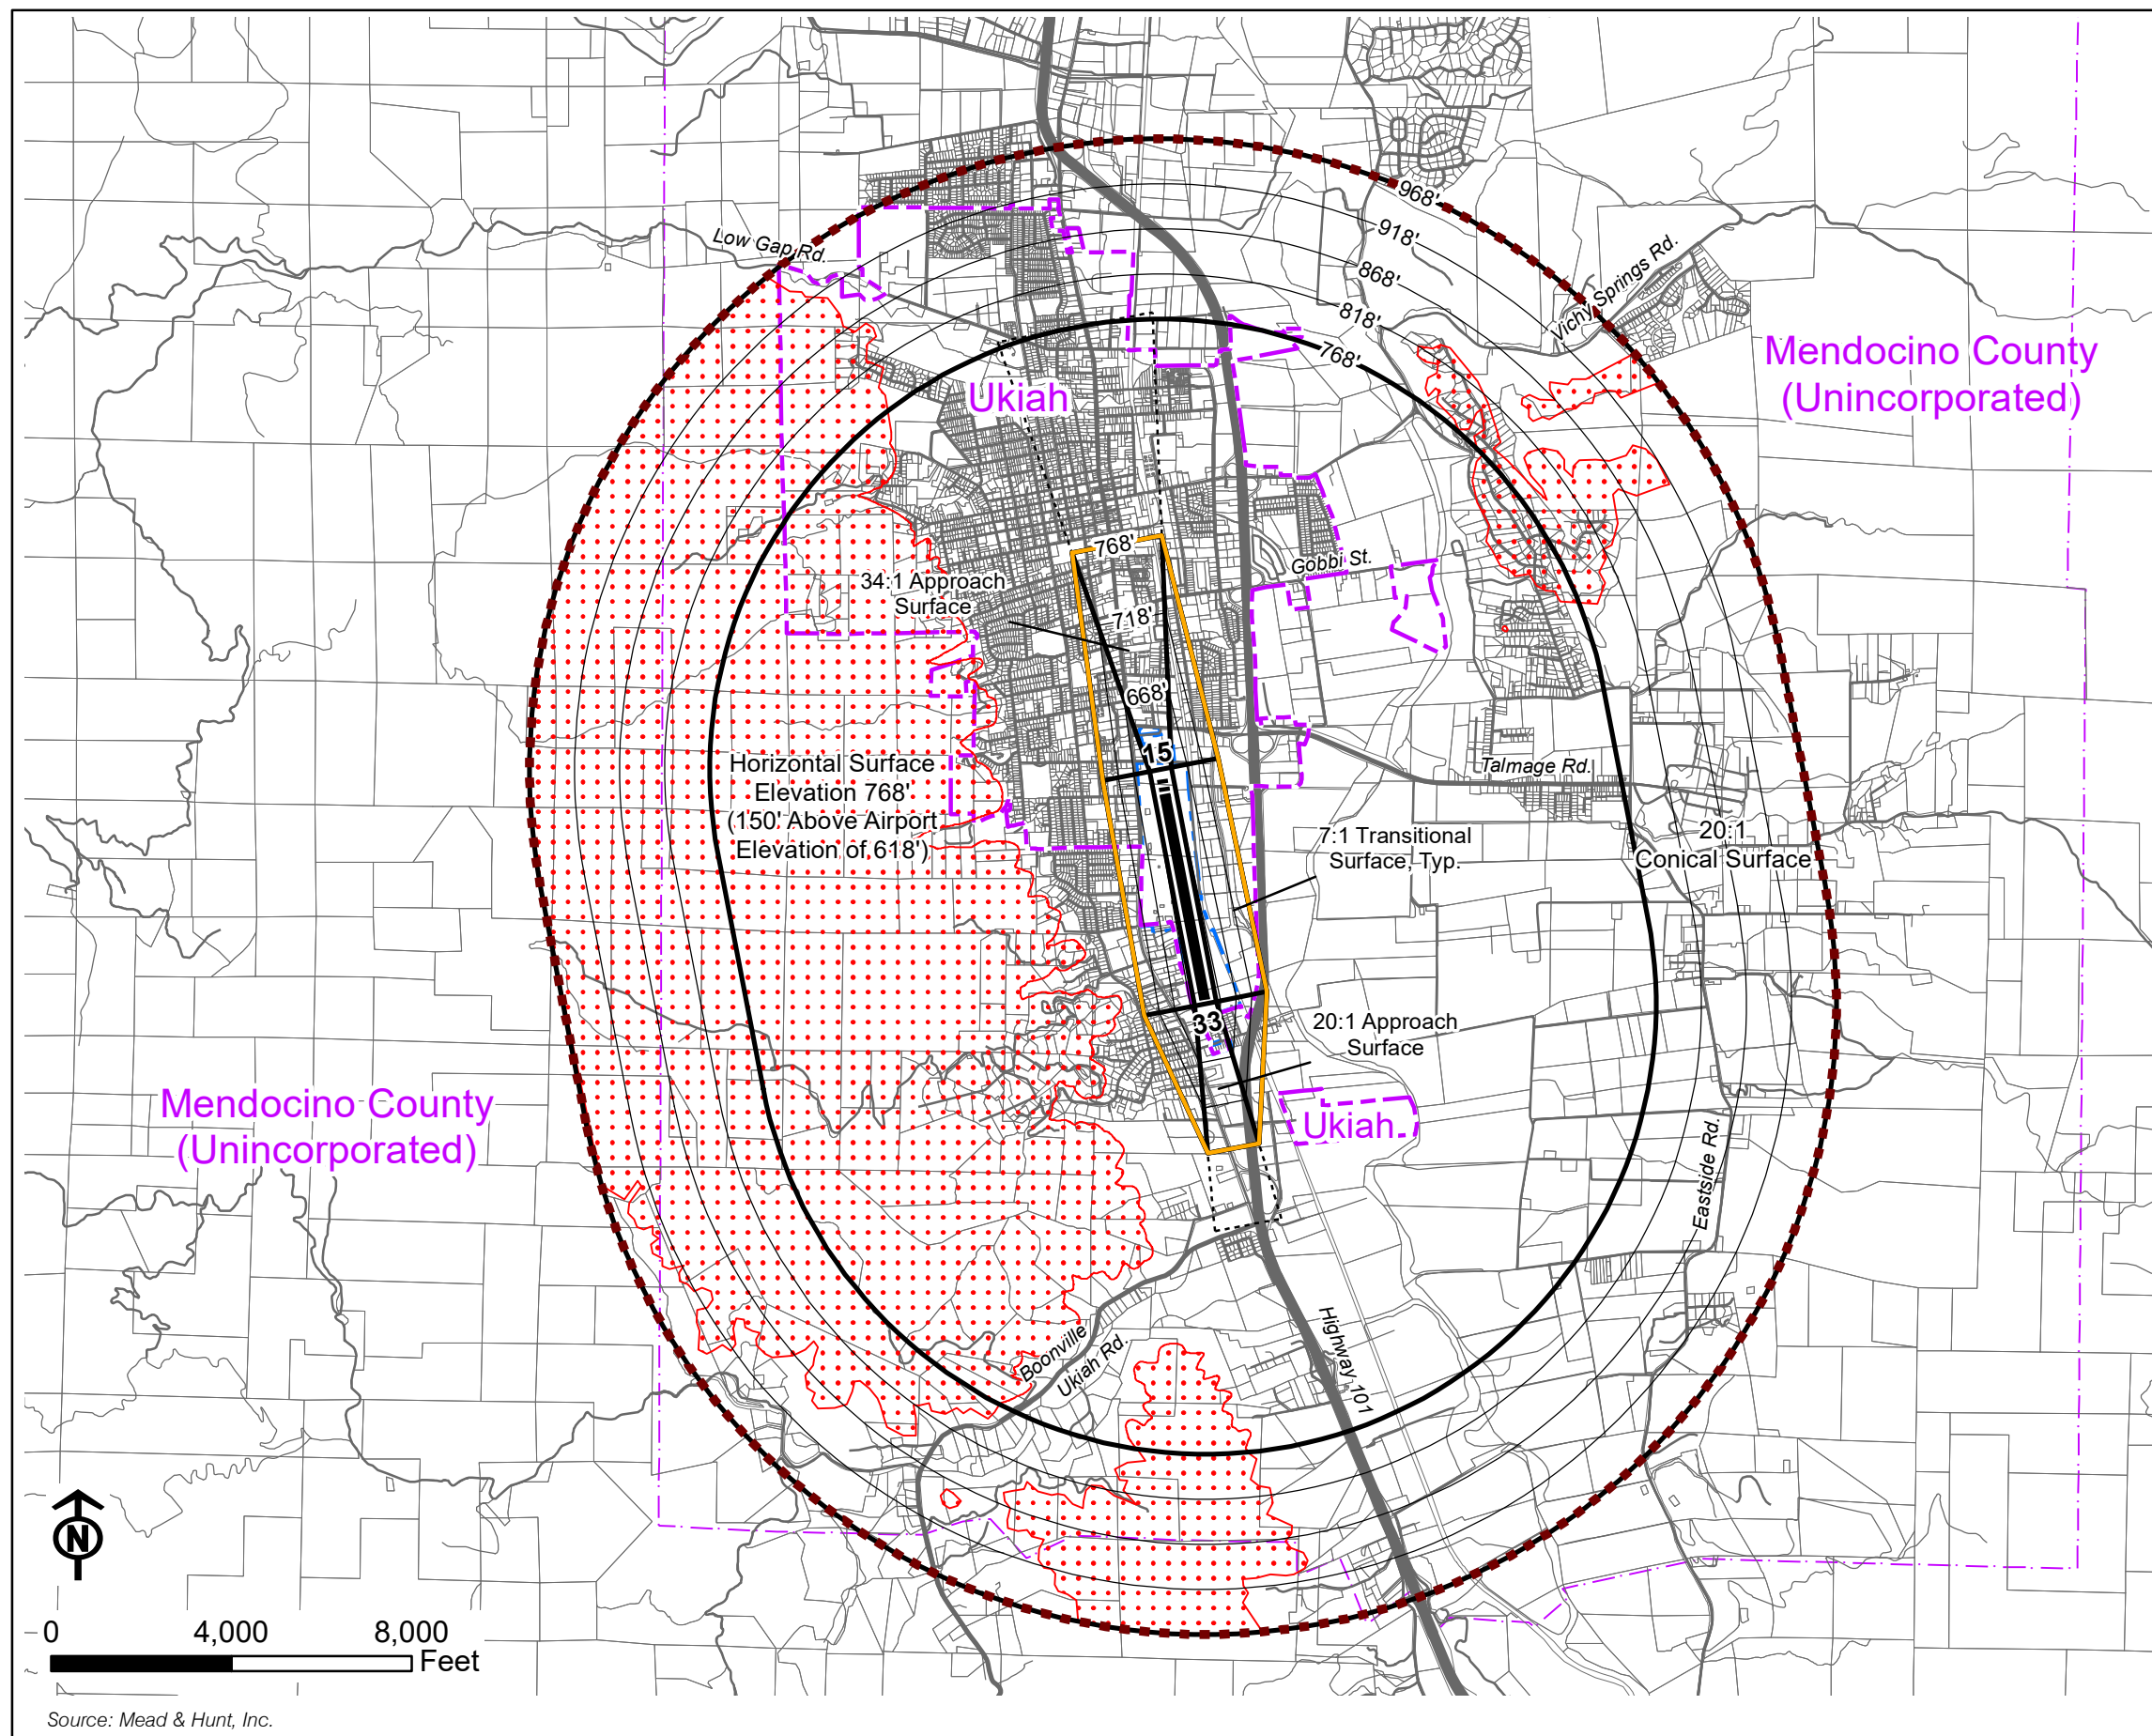 968'
918'
868'
818'
768'
Low Gap Rd.
Vichy Springs Rd.
Mendocino County
(Unincorporated)
Ukiah
768'
Gobbi St.
34:1 Approach
Surface
718'
668'
15
Talmage Rd.
Horizontal Surface
Elevation 768'
(150' Above Airport
Elevation of 618')
7:1 Transitional
Surface, Typ.
20:1
Conical Surface
33
20:1 Approach
Surface
Mendocino County
(Unincorporated)
Ukiah
Eastside Rd.
Boonville
Ukiah Rd.
Highway 101
N
0 4,000 8,000
Feet
Source: Mead & Hunt, Inc.